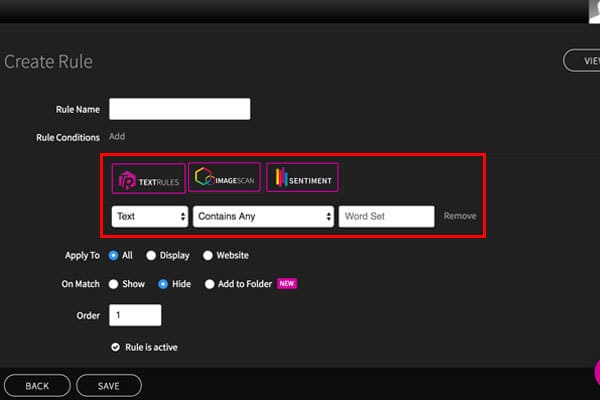 Create Rule
Rule Name
Rule Conditions Add
TEXTRULES IMAGESCAN SENTIMENT
Text Contains Any Word Set Remove
Apply To All Display Website
On Match Show Hide Add to Folder NEW
Order 1
Rule is active
BACK SAVE